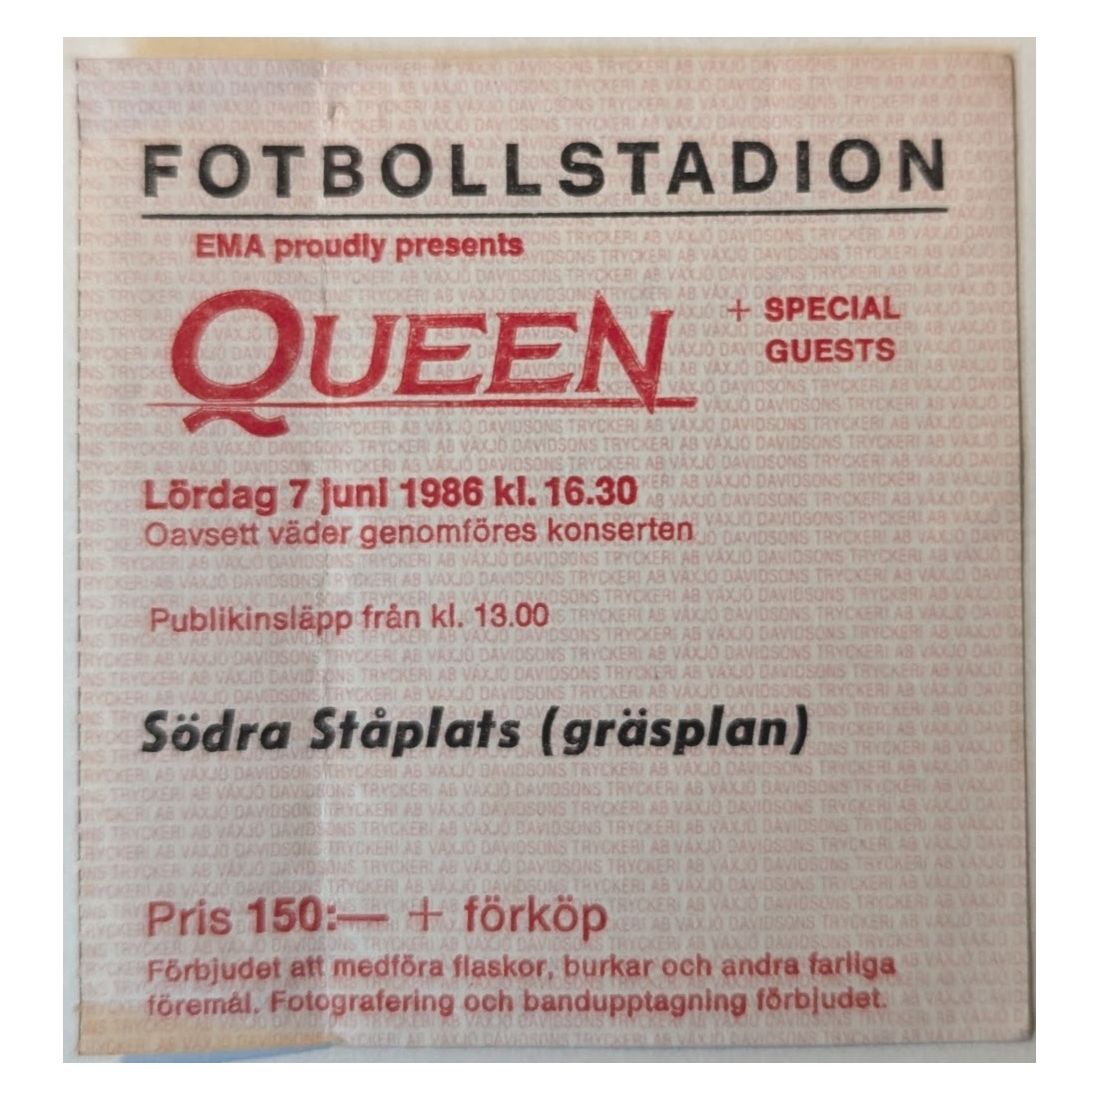 FOTBOLLSTADION
EMA proudly presents
QUEEN + SPECIAL GUESTS
Lördag 7 juni 1986 kl. 16.30
Oavsett väder genomföres konserten
Publikinsläpp från kl. 13.00
Södra Ståplats (gräsplan)
Pris 150:— + förköp
Förbjudet att medföra flaskor, burkar och andra farliga
föremål. Fotografering och bandupptagning förbjudet.